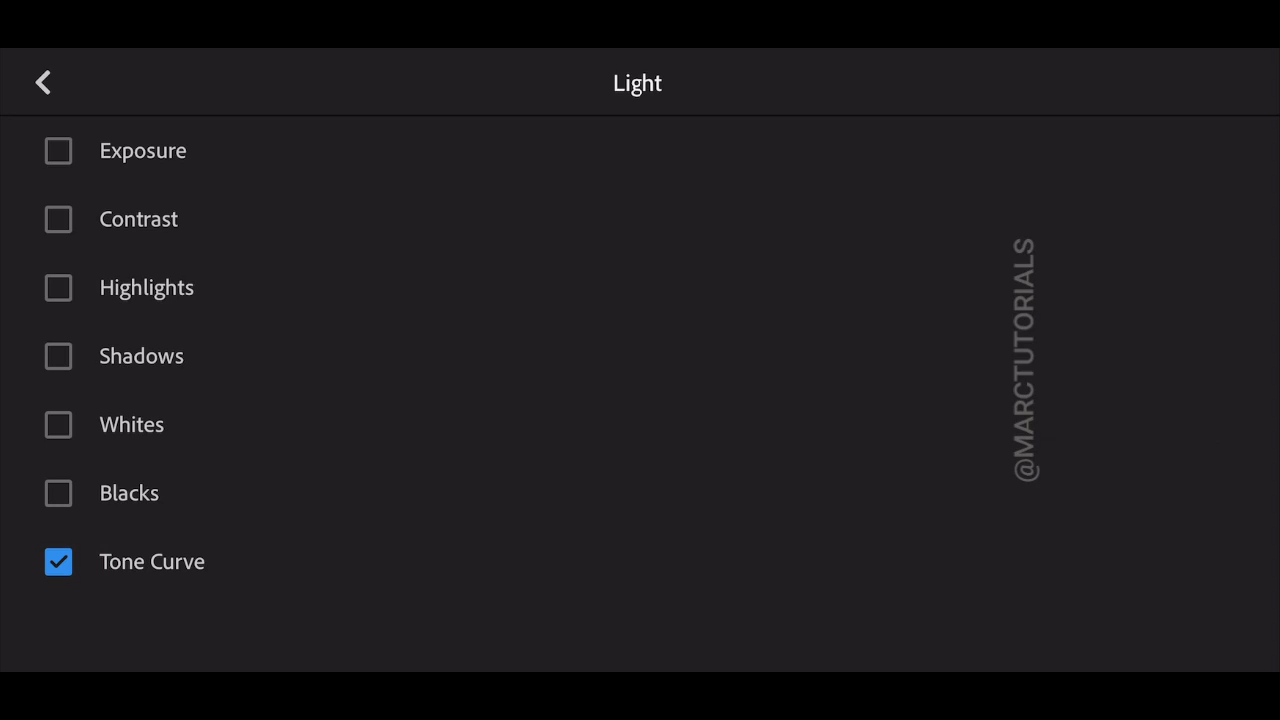 Light
Exposure
Contrast
Highlights
Shadows
Whites
Blacks
Tone Curve
@MARCTUTORIALS